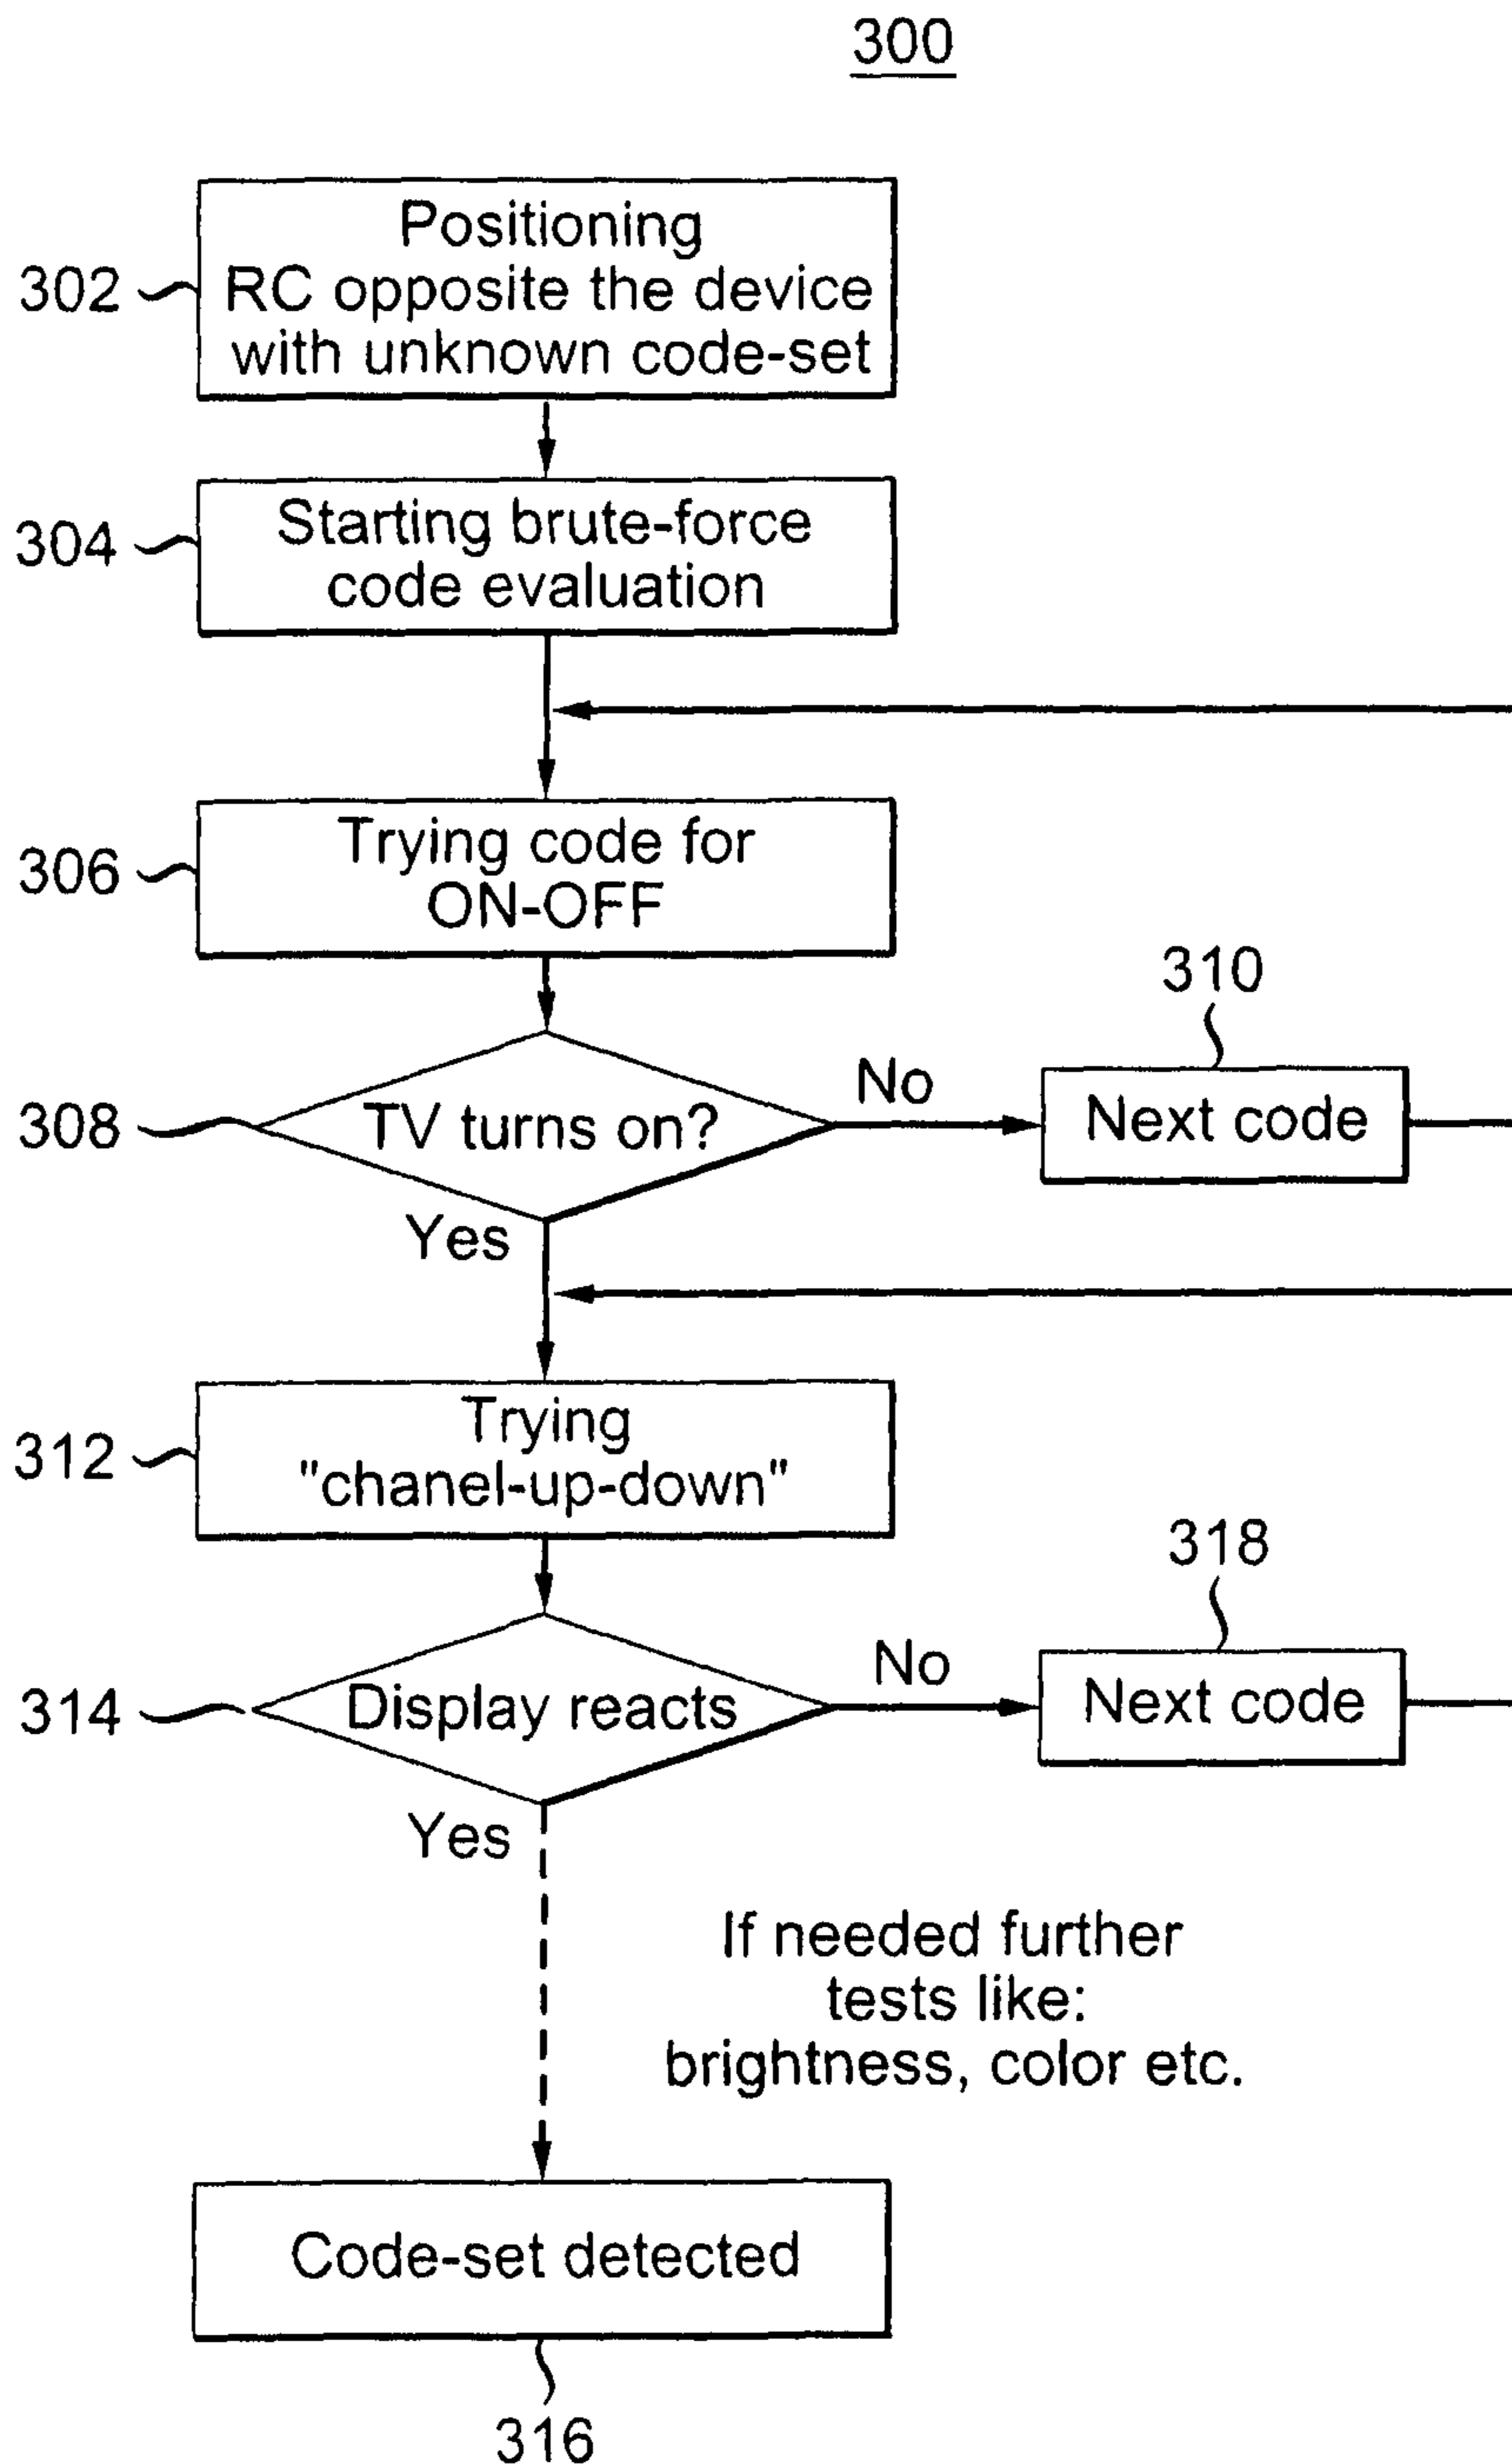 300
302
Positioning
RC opposite the device
with unknown code-set
304
Starting brute-force
code evaluation
306
Trying code for
ON-OFF
308
TV turns on?
No
310
Next code
Yes
312
Trying
"chanel-up-down"
314
Display reacts
No
318
Next code
Yes
If needed further
tests like:
brightness, color etc.
Code-set detected
316